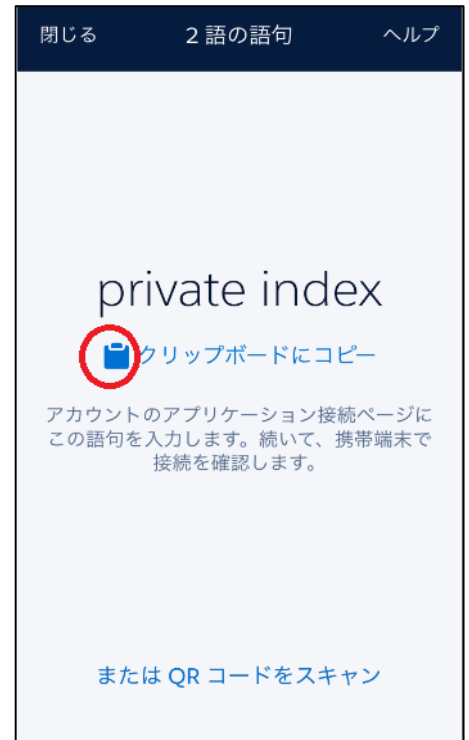 閉じる 2 語の語句 ヘルプ
private index
クリップボードにコピー
アカウントのアプリケーション接続ページに
この語句を入力します。続いて、携帯端末で
接続を確認します。
または QR コードをスキャン